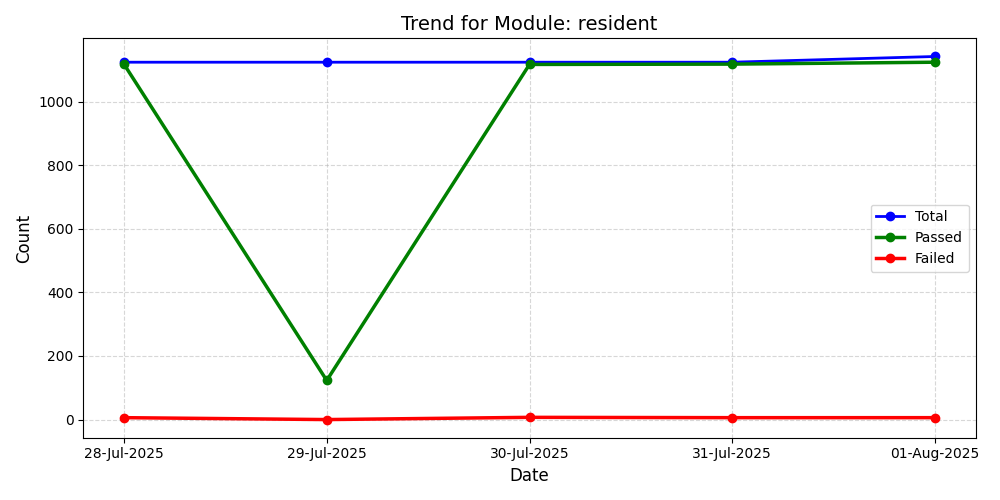 Trend for Module: resident
Count
1000
800
600
400
200
0
Total
Passed
Failed
28-Jul-2025
29-Jul-2025
30-Jul-2025
31-Jul-2025
01-Aug-2025
Date